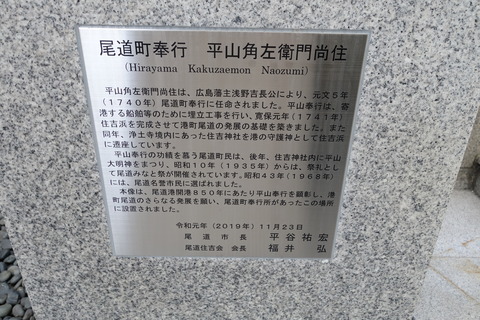 尾道町奉行　平山角左衛門尚住
(Hirayama　Kakuzaemon　Naozumi)
平山角左衛門尚住は、広島藩主浅野吉長公により、元文５年
（１７４０年）尾道町奉行に任命されました。平山奉行は、寄
港する船舶等のために埋立工事を行い、寛保元年（１７４１年）
住吉浜を完成させて港町尾道の発展の基礎を築きました。また
同年、浄土寺境内にあった住吉神社を港の守護神として住吉浜
に遷座しています。
平山奉行の功績を慕う尾道町民は、後年、住吉神社内に平山
大明神をまつり、昭和１０年（１９３５年）からは、祭礼として
尾道みなと祭が開催されています。昭和４３年（１９６８年）
には、尾道名誉市民に選ばれました。
本像は、尾道港開港８５０年にあたり平山奉行を顕彰し、港
町尾道のさらなる発展を願い、尾道町奉行所があったこの場所
に設置されました。
令和元年（２０１９年）１１月２３日
尾　道　市　長　　平谷祐宏
尾道住吉会　会長　　福井　弘